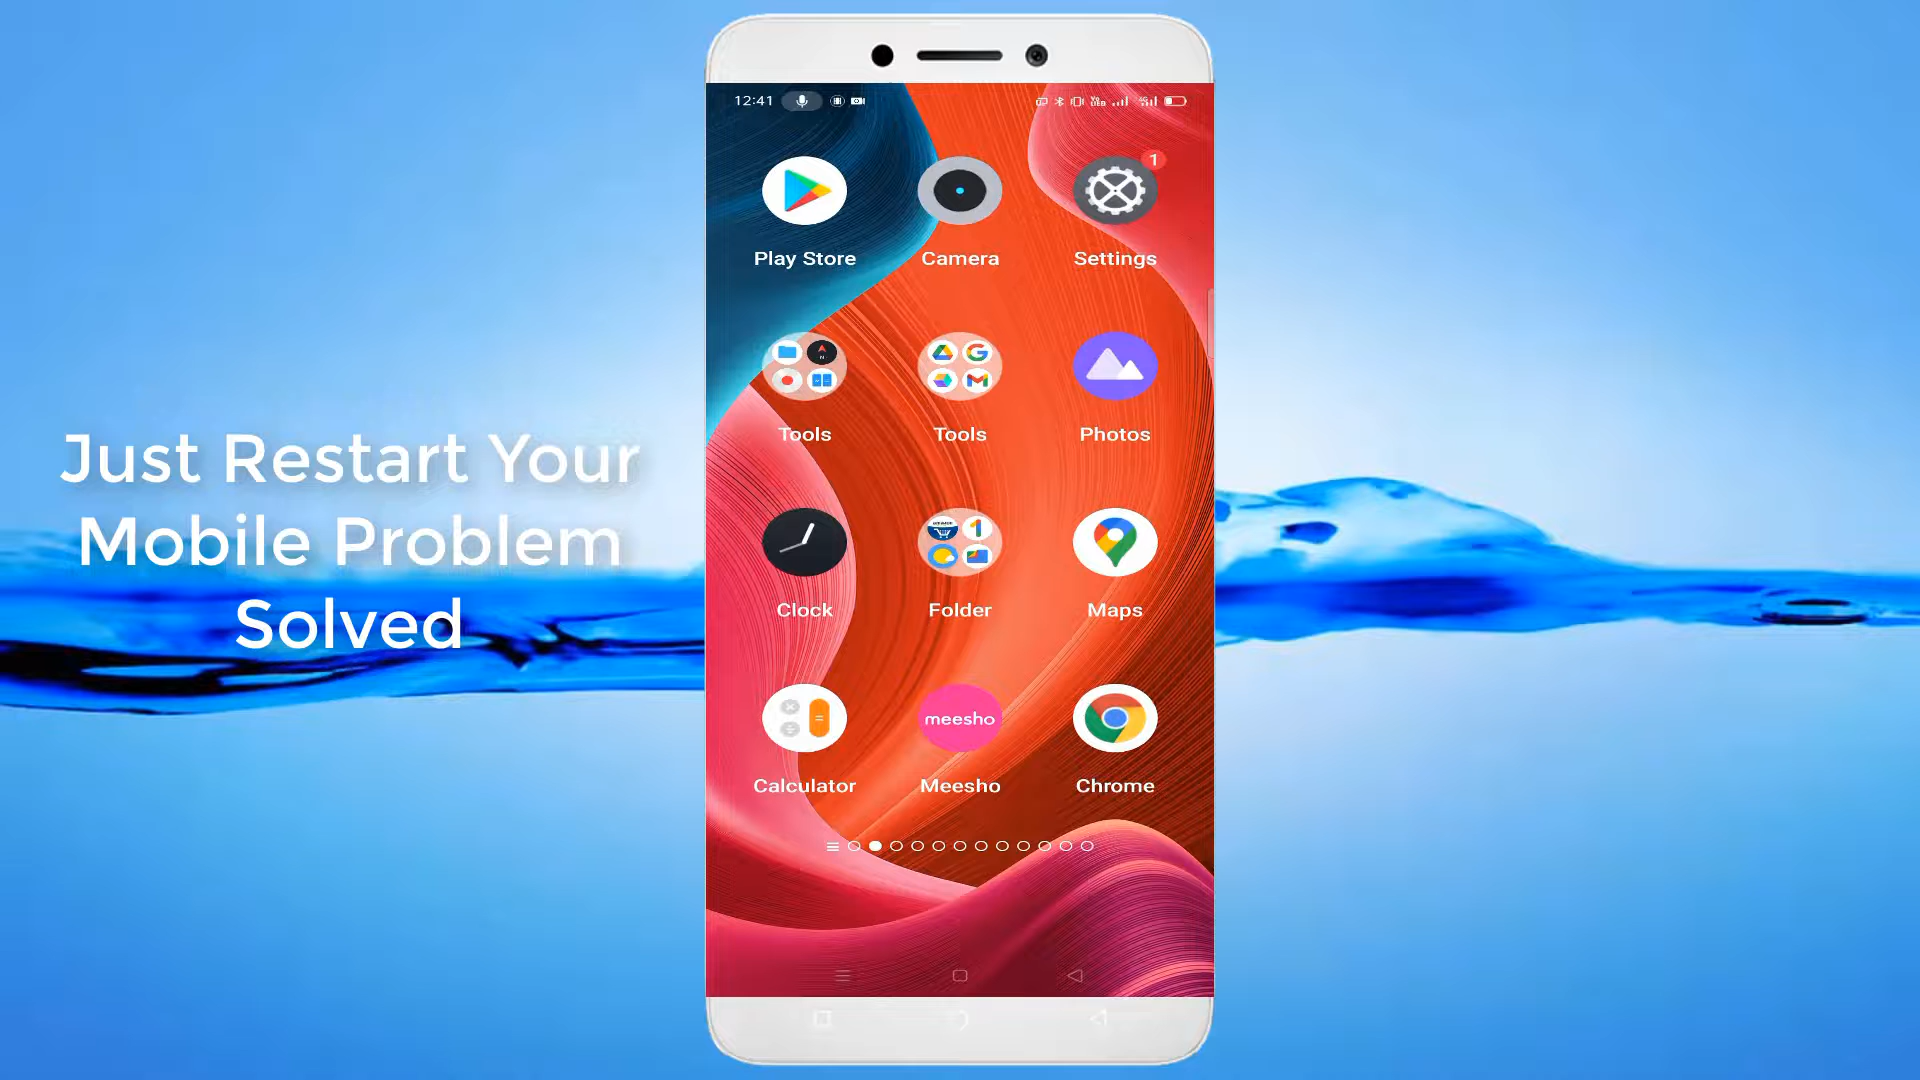 12:41
1
Play Store Camera Settings
Tools Tools Photos
Just Restart Your
Mobile Problem
Solved
Clock Folder Maps
meesho
Calculator Meesho Chrome